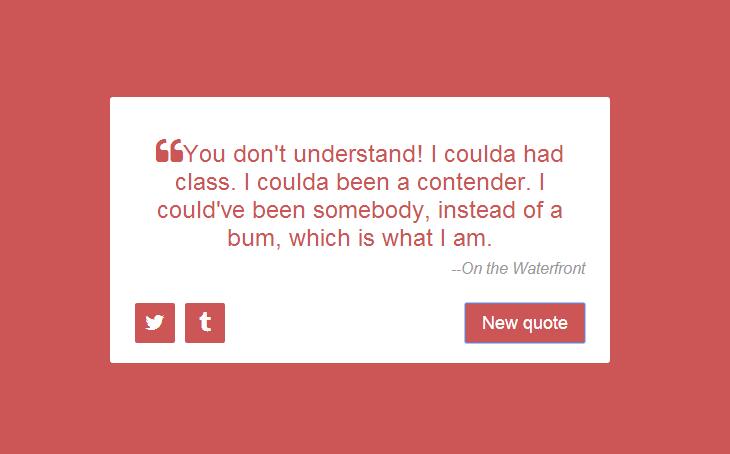 You don't understand! I coulda had
class. I coulda been a contender. I
could've been somebody, instead of a
bum, which is what I am.
--On the Waterfront
New quote